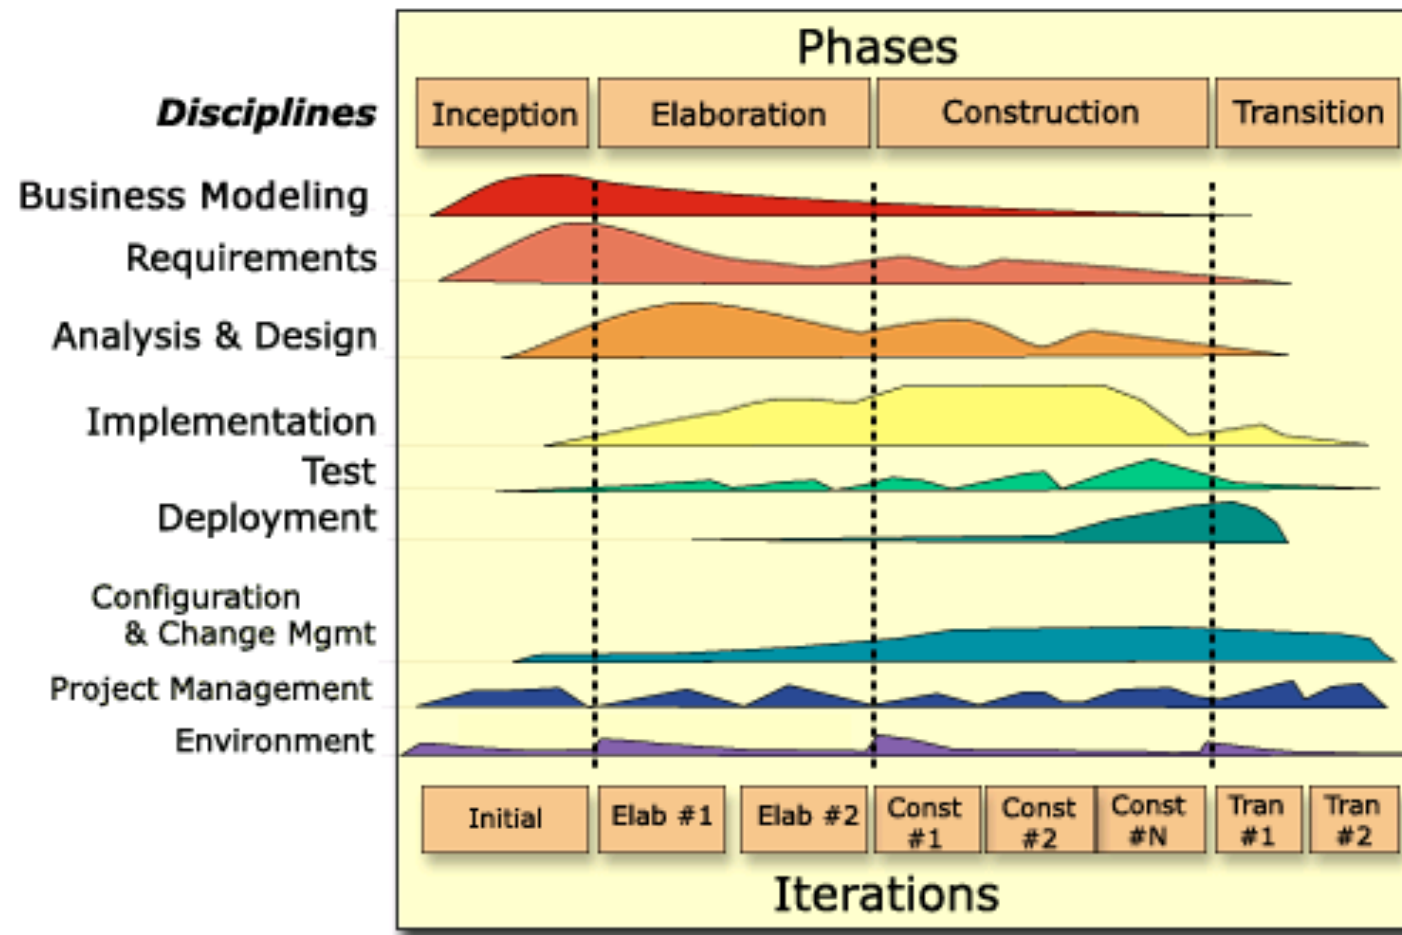 Phases
Disciplines
Inception
Elaboration
Construction
Transition
Business Modeling
Requirements
Analysis & Design
Implementation
Test
Deployment
Configuration
& Change Mgmt
Project Management
Environment
Initial
Elab #1
Elab #2
Const
#1
Const
#2
Const
#N
Tran
#1
Tran
#2
Iterations